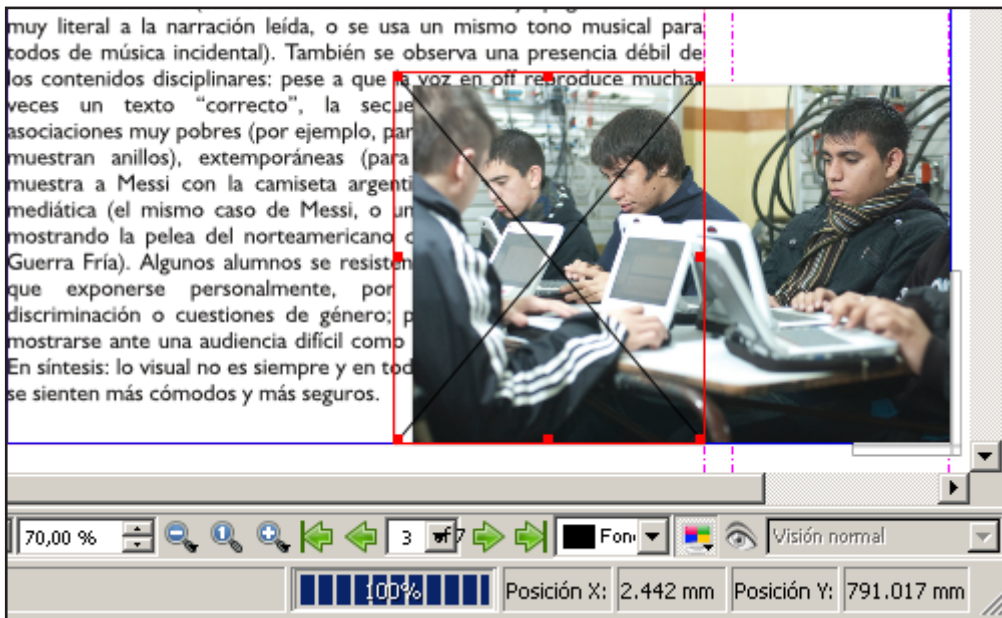 muy literal a la narración leída, o se usa un mismo tono musical para
todos de música incidental). También se observa una presencia débil de
los contenidos disciplinares: pese a que la voz en off reproduce mucha
veces un texto “correcto”, la secue
asociaciones muy pobres (por ejemplo, par
muestran anillos), extemporáneas (para
muestra a Messi con la camiseta argenti
mediática (el mismo caso de Messi, o un
mostrando la pelea del norteamericano
Guerra Fría). Algunos alumnos se resisten
que exponerse personalmente, por
discriminación o cuestiones de género; p
mostrarse ante una audiencia difícil como
En síntesis: lo visual no es siempre y en tod
se sienten más cómodos y más seguros.
70,00 % 1 3 of 7 Fon Visión normal
100% Posición X: 2.442 mm Posición Y: 791.017 mm